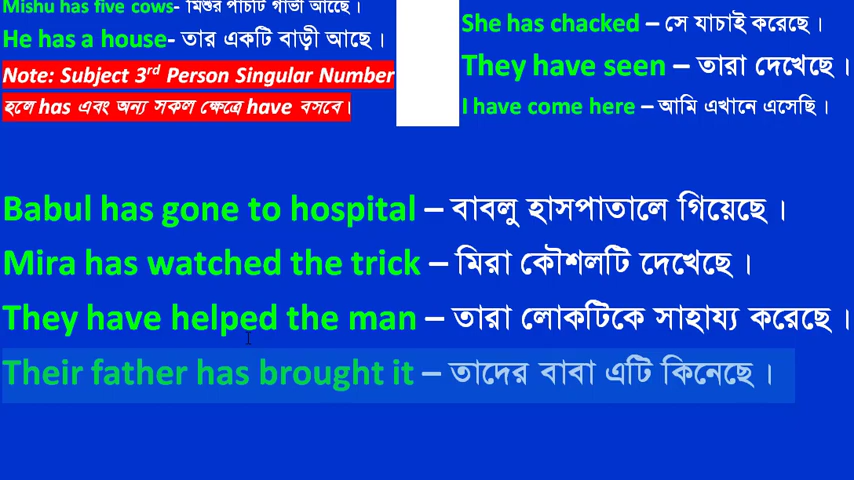 Mishu has five cows- মিশুর পাঁচটি গাভী আছে।
He has a house- তার একটি বাড়ী আছে।
Note: Subject 3rd Person Singular Number
হলে has এবং অন্য সকল ক্ষেত্রে have বসবে।
She has chacked – সে যাচাই করেছে।
They have seen – তারা দেখেছে।
I have come here – আমি এখানে এসেছি।
Babul has gone to hospital – বাবলু হাসপাতালে গিয়েছে।
Mira has watched the trick – মিরা কৌশলটি দেখেছে।
They have helped the man – তারা লোকটিকে সাহায্য করেছে।
Their father has brought it – তাদের বাবা এটি কিনেছে।